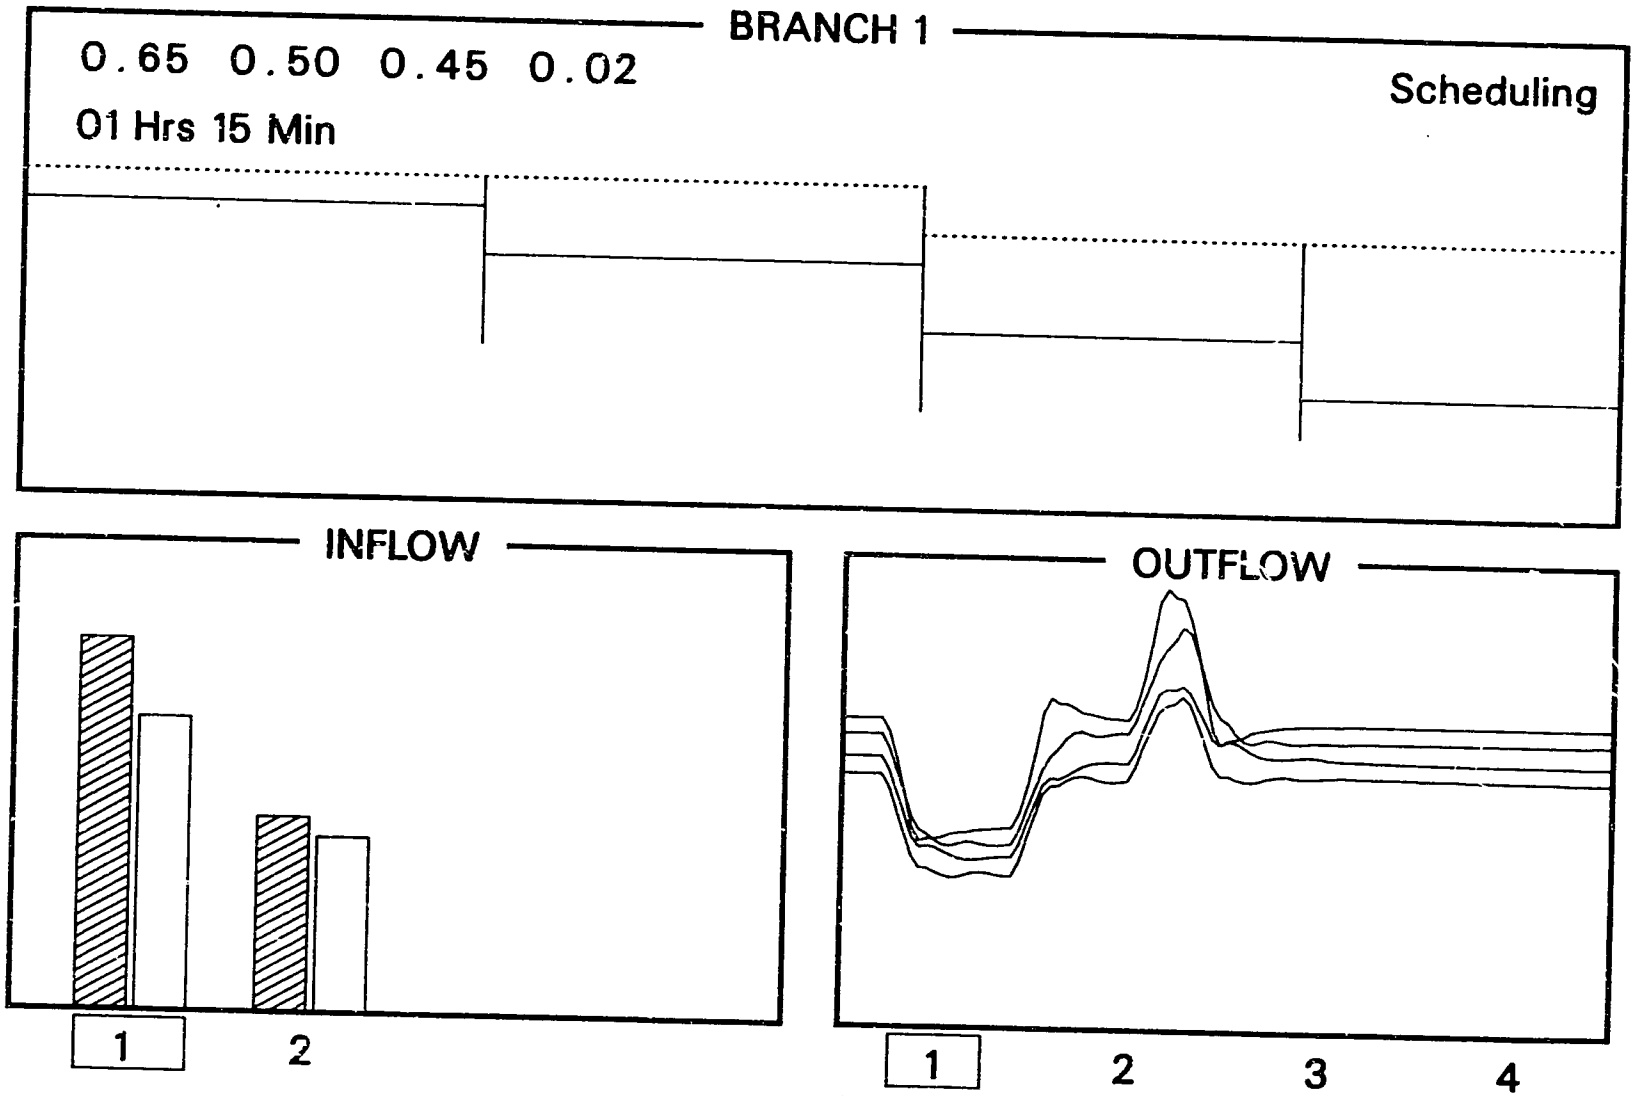 BRANCH 1
0.65 0.50 0.45 0.02
Scheduling
01 Hrs 15 Min
INFLOW
1 2
OUTFLOW
1 2 3 4